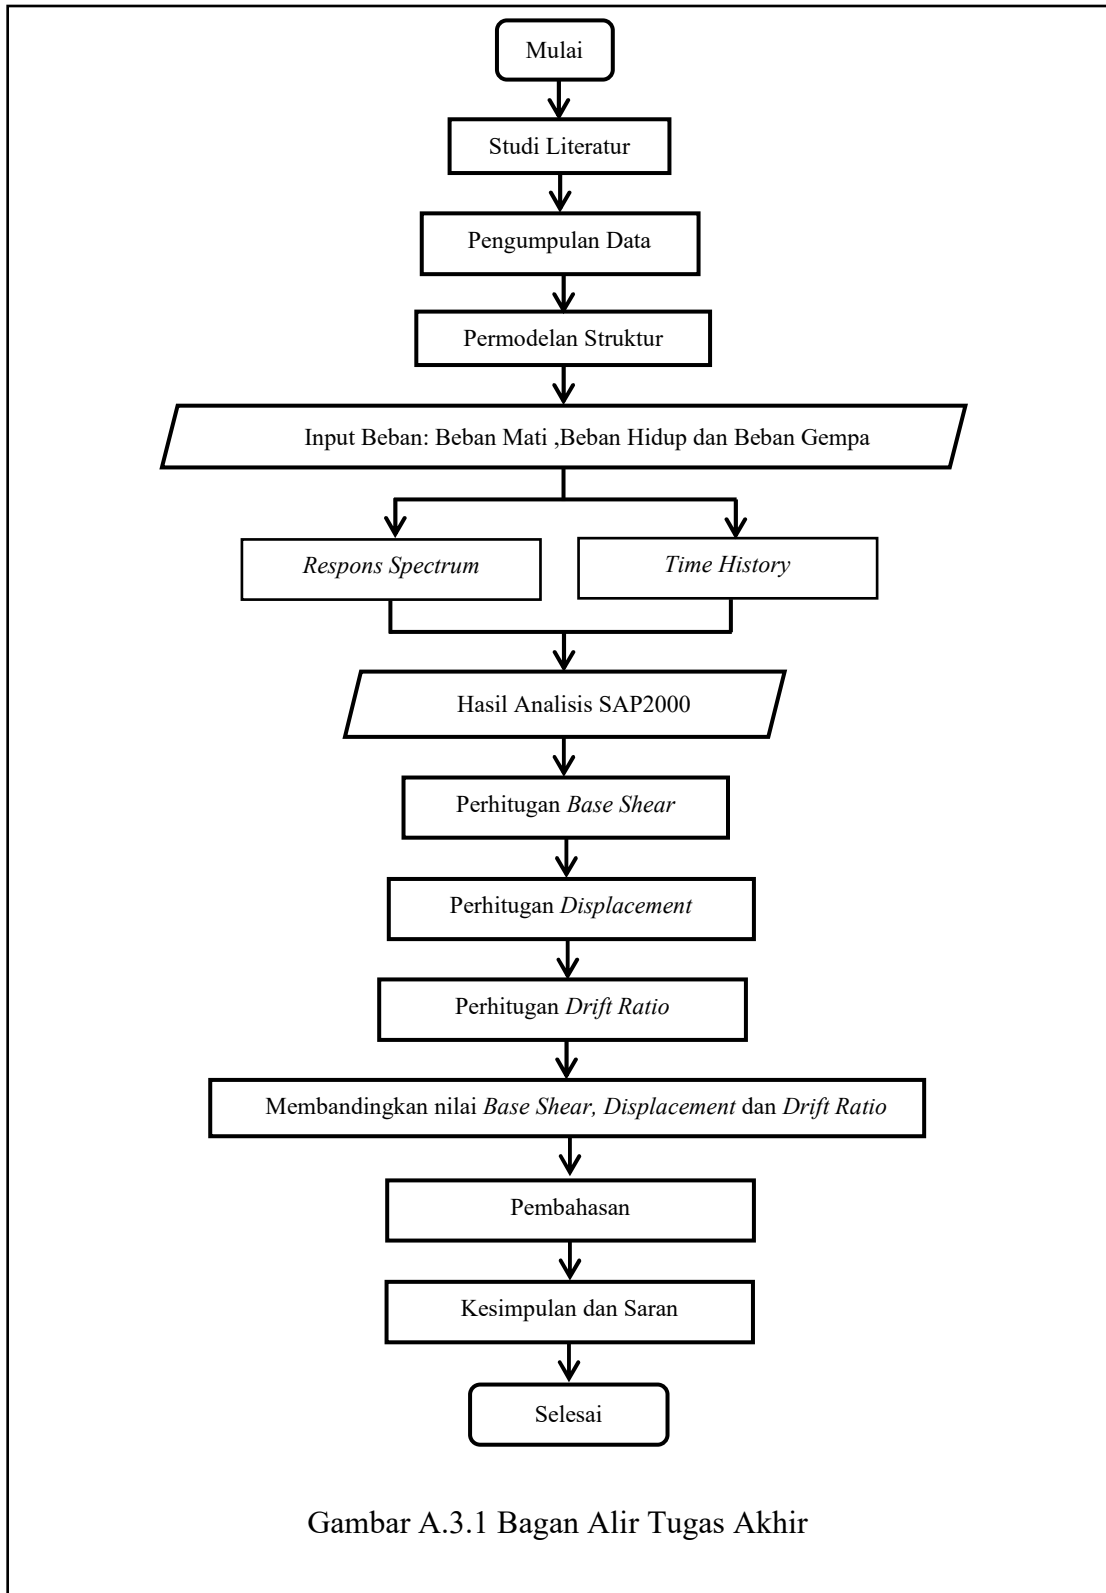 Mulai
Studi Literatur
Pengumpulan Data
Permodelan Struktur
Input Beban: Beban Mati ,Beban Hidup dan Beban Gempa
Respons Spectrum
Time History
Hasil Analisis SAP2000
Perhitugan Base Shear
Perhitugan Displacement
Perhitugan Drift Ratio
Membandingkan nilai Base Shear, Displacement dan Drift Ratio
Pembahasan
Kesimpulan dan Saran
Selesai
Gambar A.3.1 Bagan Alir Tugas Akhir